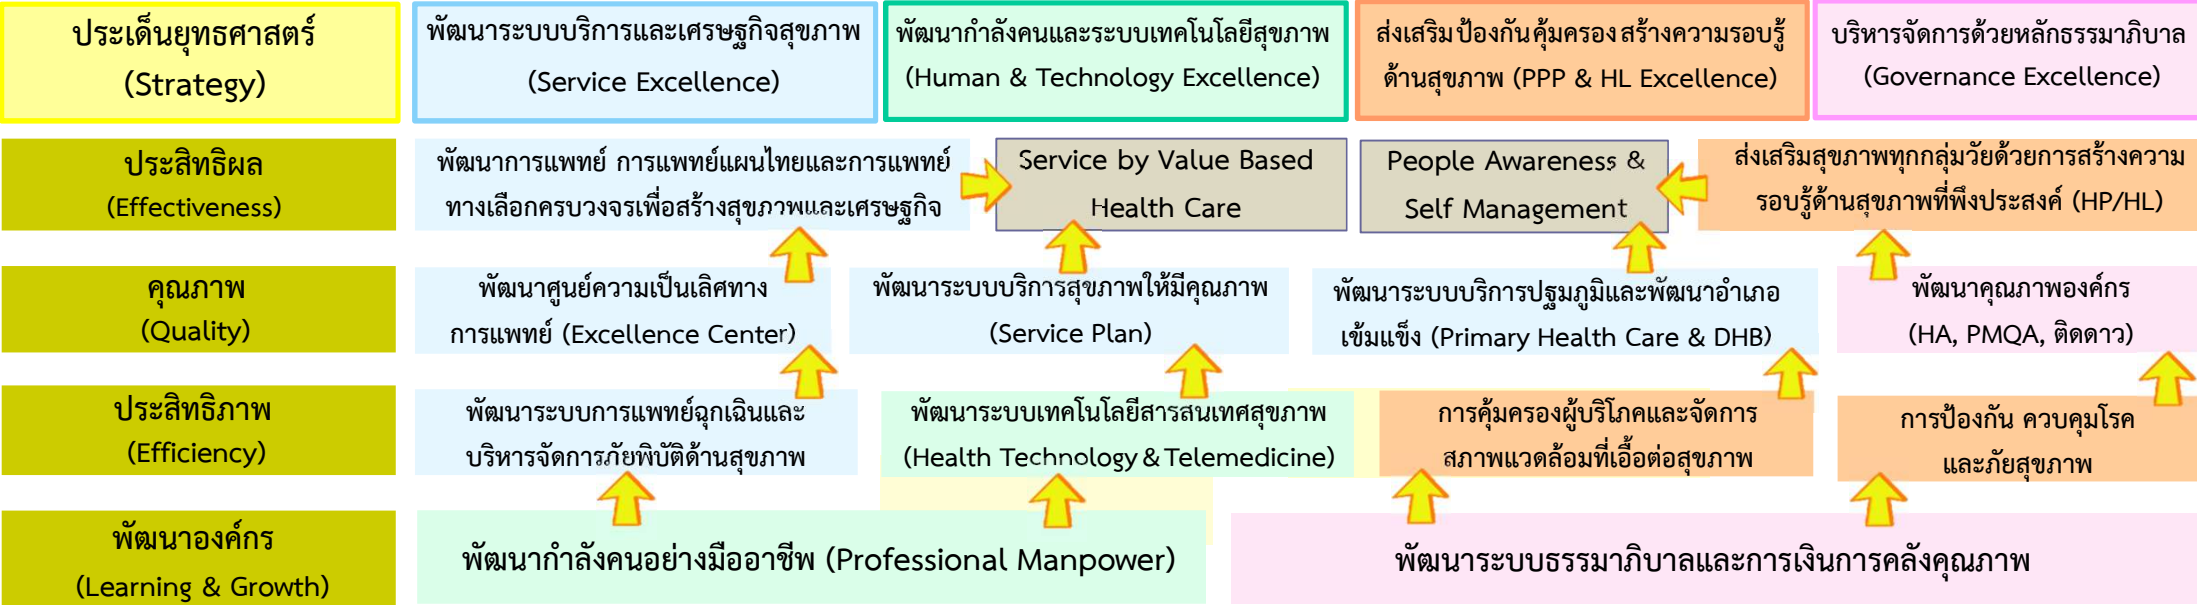 ประเด็นยุทธศาสตร์
(Strategy)
พัฒนาระบบบริการและเศรษฐกิจสุขภาพ
(Service Excellence)
พัฒนากำลังคนและระบบเทคโนโลยีสุขภาพ
(Human & Technology Excellence)
ส่งเสริม ป้องกัน คุ้มครอง สร้างความรอบรู้
ด้านสุขภาพ (PPP & HL Excellence)
บริหารจัดการด้วยหลักธรรมาภิบาล
(Governance Excellence)
ประสิทธิผล
(Effectiveness)
พัฒนาการแพทย์ การแพทย์แผนไทยและการแพทย์
ทางเลือกครบวงจรเพื่อสร้างสุขภาพและเศรษฐกิจ
Service by Value Based
Health Care
People Awareness &
Self Management
ส่งเสริมสุขภาพทุกกลุ่มวัยด้วยการสร้างความ
รอบรู้ด้านสุขภาพที่พึงประสงค์ (HP/HL)
คุณภาพ
(Quality)
พัฒนาศูนย์ความเป็นเลิศทาง
การแพทย์ (Excellence Center)
พัฒนาระบบบริการสุขภาพให้มีคุณภาพ
(Service Plan)
พัฒนาระบบบริการปฐมภูมิและพัฒนาอำเภอ
เข้มแข็ง (Primary Health Care & DHB)
พัฒนาคุณภาพองค์กร
(HA, PMQA, ติดดาว)
ประสิทธิภาพ
(Efficiency)
พัฒนาระบบการแพทย์ฉุกเฉินและ
บริหารจัดการภัยพิบัติด้านสุขภาพ
พัฒนาระบบเทคโนโลยีสารสนเทศสุขภาพ
(Health Technology & Telemedicine)
การคุ้มครองผู้บริโภคและจัดการ
สภาพแวดล้อมที่เอื้อต่อสุขภาพ
การป้องกัน ควบคุมโรค
และภัยสุขภาพ
พัฒนาองค์กร
(Learning & Growth)
พัฒนากำลังคนอย่างมืออาชีพ (Professional Manpower)
พัฒนาระบบธรรมาภิบาลและการเงินการคลังคุณภาพ